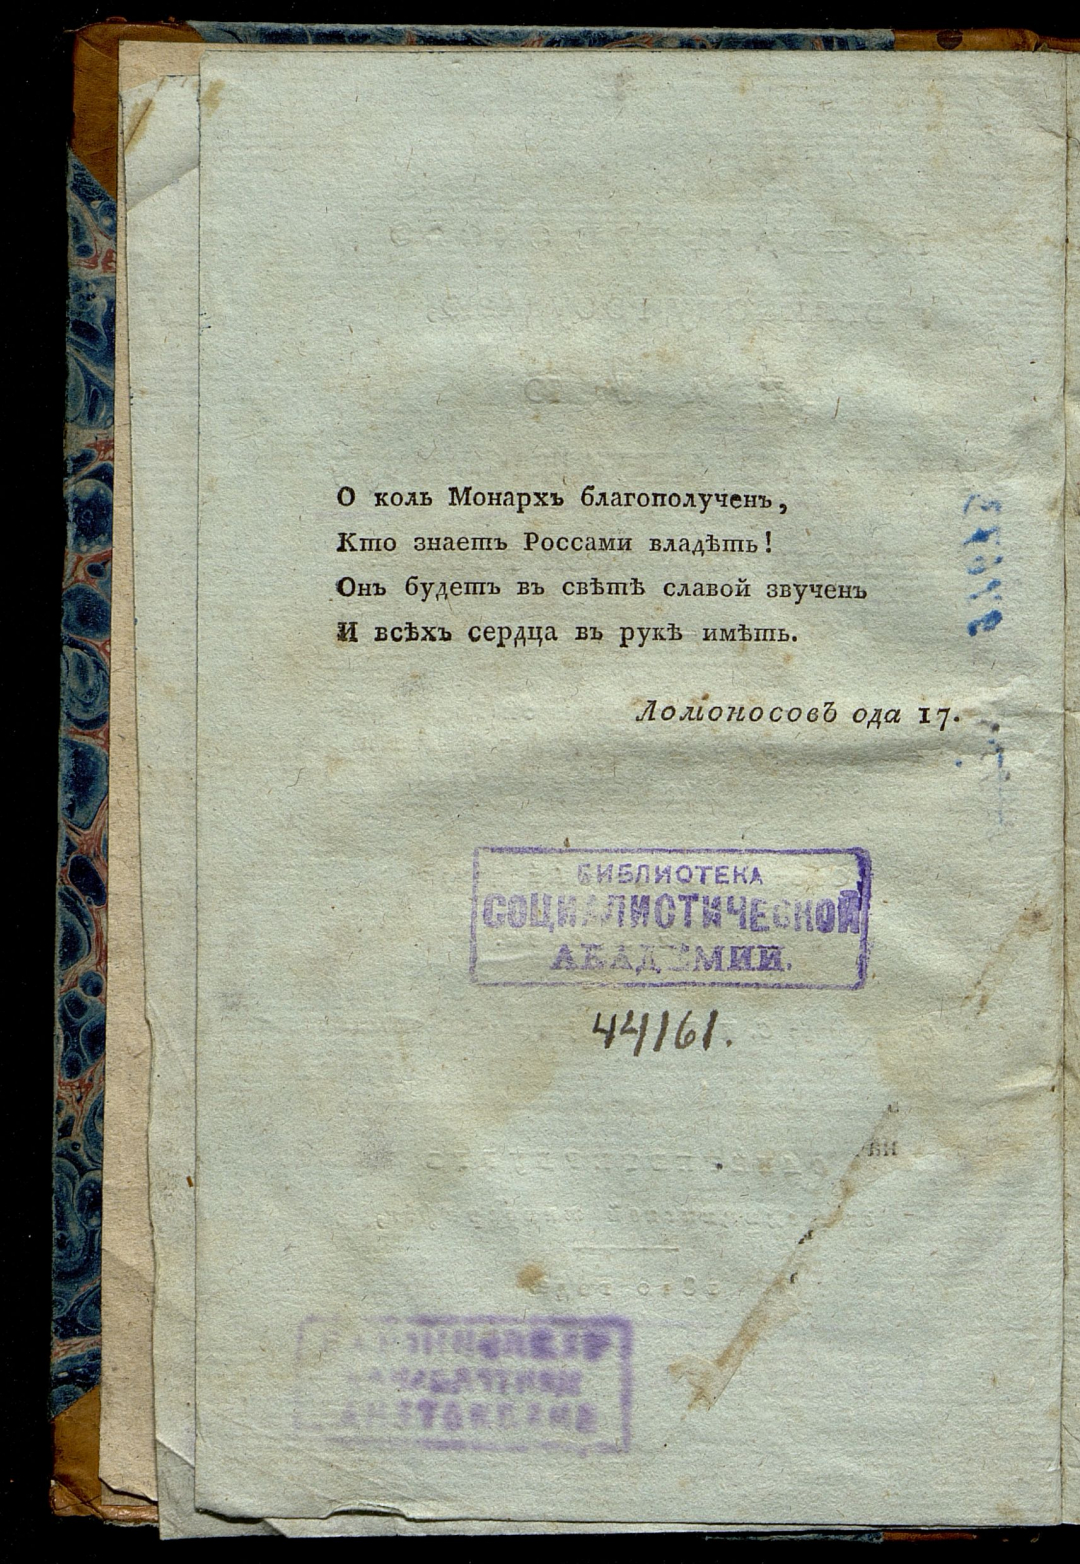 О коль Монархъ благополученъ,
Кто знаетъ Россами владѣть!
Онъ будетъ въ свѣтѣ славой звученъ
И всѣхъ сердца въ рукѣ имѣть.
Ломоносовъ ода 17.
БИБЛИОТЕКА
СОЦИАЛИСТИЧЕСКОЙ
АКАДЕМИИ.
44161.